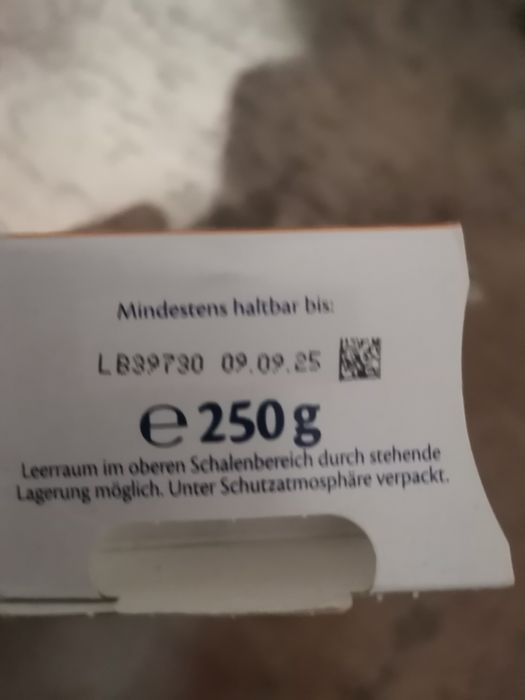 Mindestens haltbar bis:
LB39730 09.09.25
℮ 250 g
Leerraum im oberen Schalenbereich durch stehende
Lagerung möglich. Unter Schutzatmosphäre verpackt.